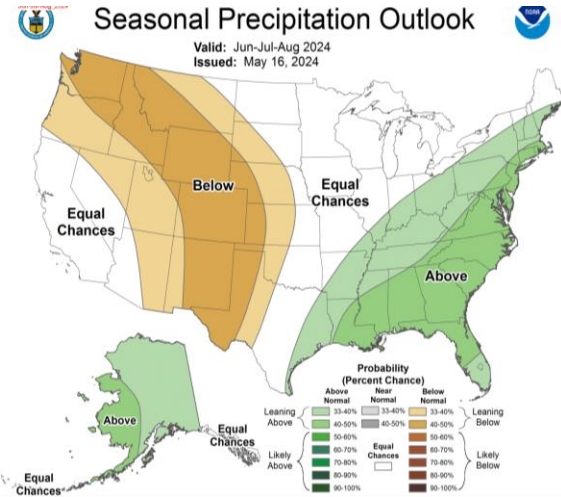 Seasonal Precipitation Outlook
Valid: Jun-Jul-Aug 2024
Issued: May 16, 2024
NOAA
Below
Equal
Chances
Equal
Chances
Above
Above
Equal
Chances
Equal
Chances
Probability
(Percent Chance)
Above
Normal
Near
Normal
Below
Normal
Leaning
Above
33-40%
33-40%
33-40%
Leaning
Below
40-50%
40-50%
40-50%
Likely
Above
50-60%
Equal
Chances
50-60%
Likely
Below
60-70%
60-70%
70-80%
70-80%
80-90%
80-90%
90-100%
90-100%